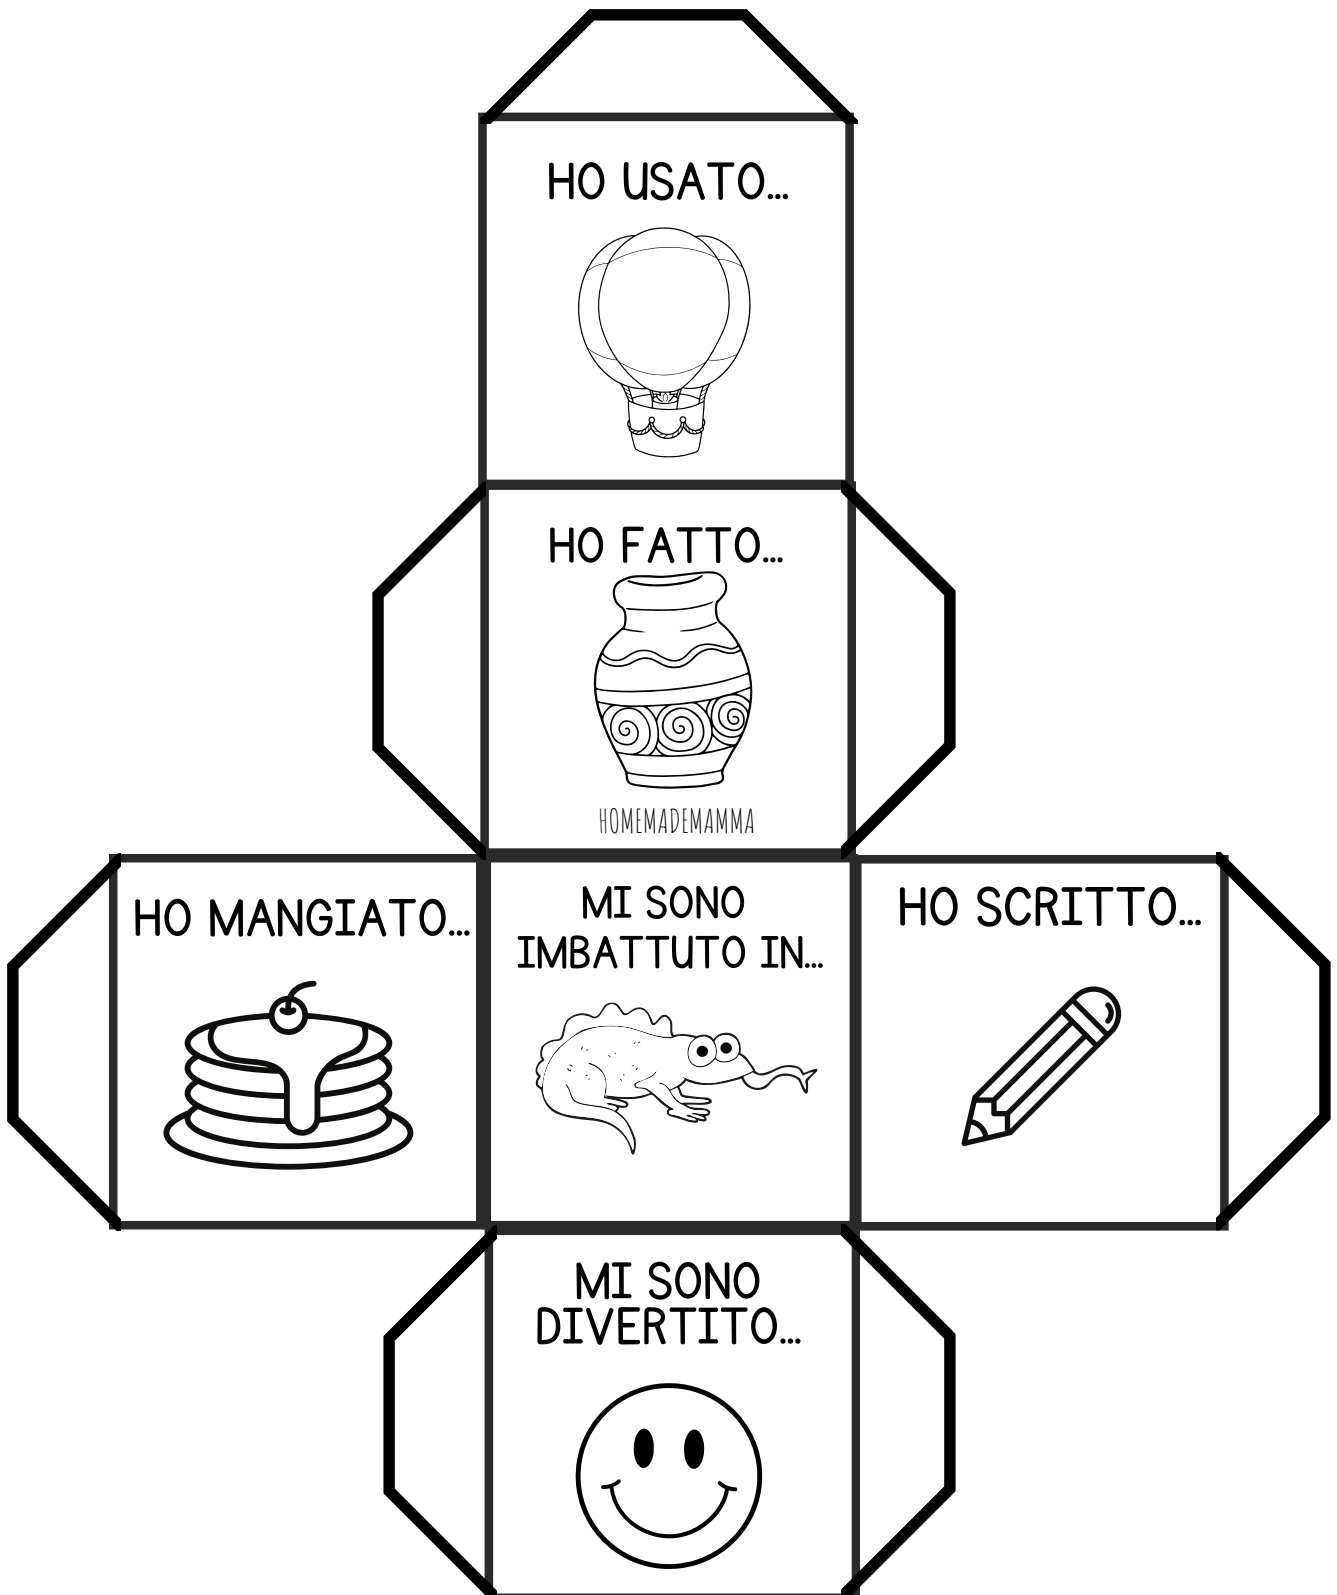 HO USATO...
HO FATTO...
HOMEMADEMAMMA
HO MANGIATO...
MI SONO
IMBATTUTO IN...
HO SCRITTO...
MI SONO
DIVERTITO...